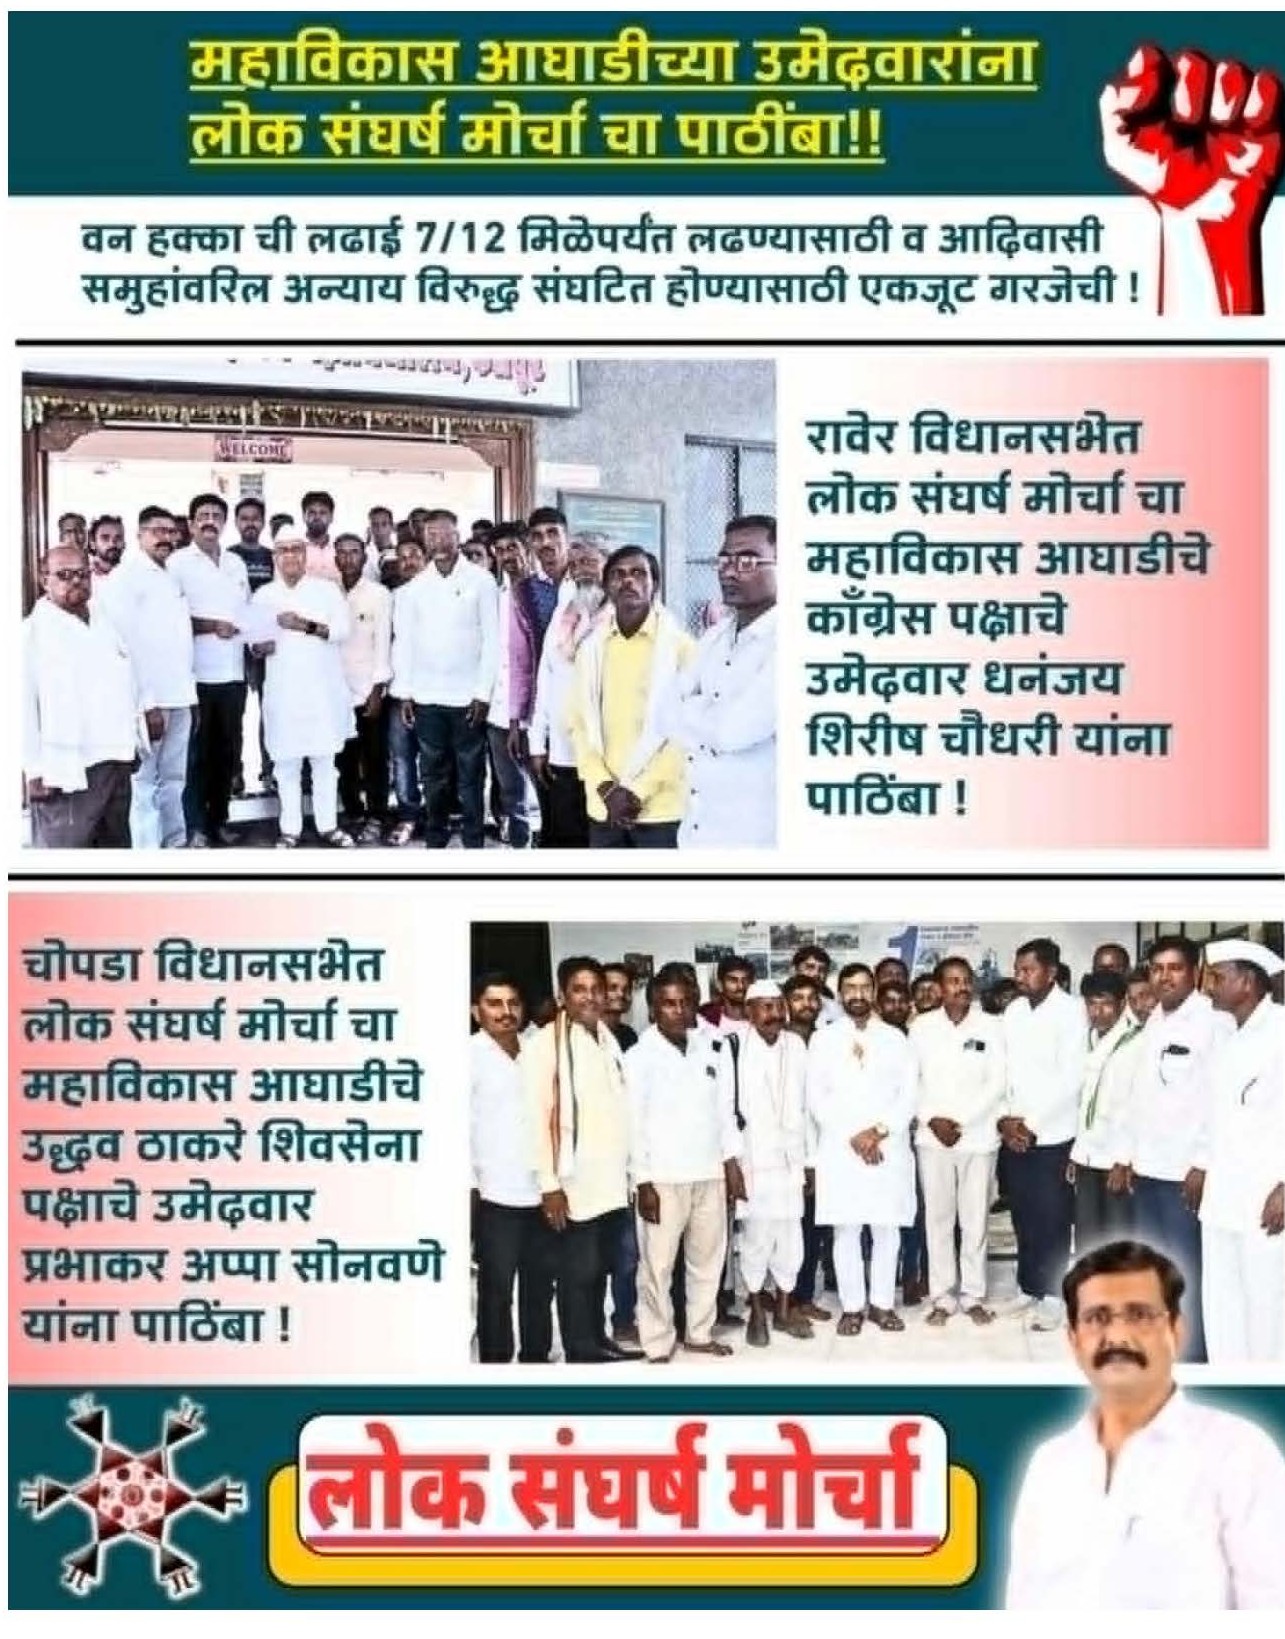 महाविकास आघाडीच्या उमेदवारांना
लोक संघर्ष मोर्चा चा पाठींबा!!
वन हक्का ची लढाई 7/12 मिळेपर्यंत लढण्यासाठी व आदिवासी
समुहांवरिल अन्याय विरुद्ध संघटित होण्यासाठी एकजूट गरजेची !
WELCOME
रावेर विधानसभेत
लोक संघर्ष मोर्चा चा
महाविकास आघाडीचे
काँग्रेस पक्षाचे
उमेदवार धनंजय
शिरीष चौधरी यांना
पाठिंबा !
चोपडा विधानसभेत
लोक संघर्ष मोर्चा चा
महाविकास आघाडीचे
उद्धव ठाकरे शिवसेना
पक्षाचे उमेदवार
प्रभाकर अप्पा सोनवणे
यांना पाठिंबा !
1
लोक संघर्ष मोर्चा